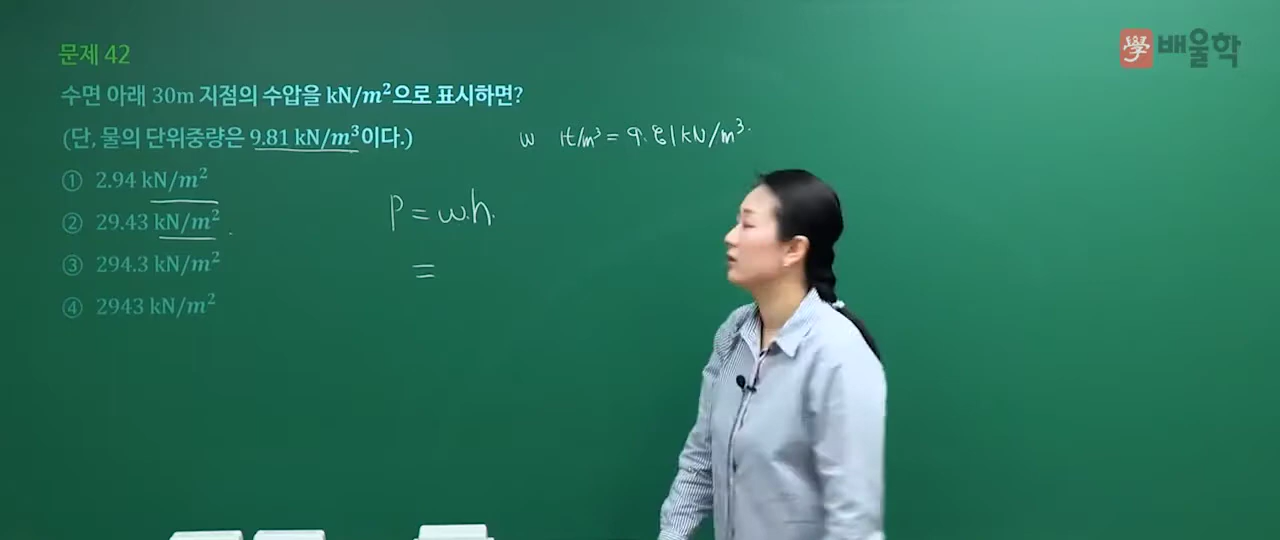 문제 42
學 배울학
수면 아래 30m 지점의 수압을 kN/m²으로 표시하면?
(단, 물의 단위중량은 9.81 kN/m³이다.)
w 1t/m³ = 9.81kN/m³.
① 2.94 kN/m²
② 29.43 kN/m²
③ 294.3 kN/m²
④ 2943 kN/m²
P = w.h.
=